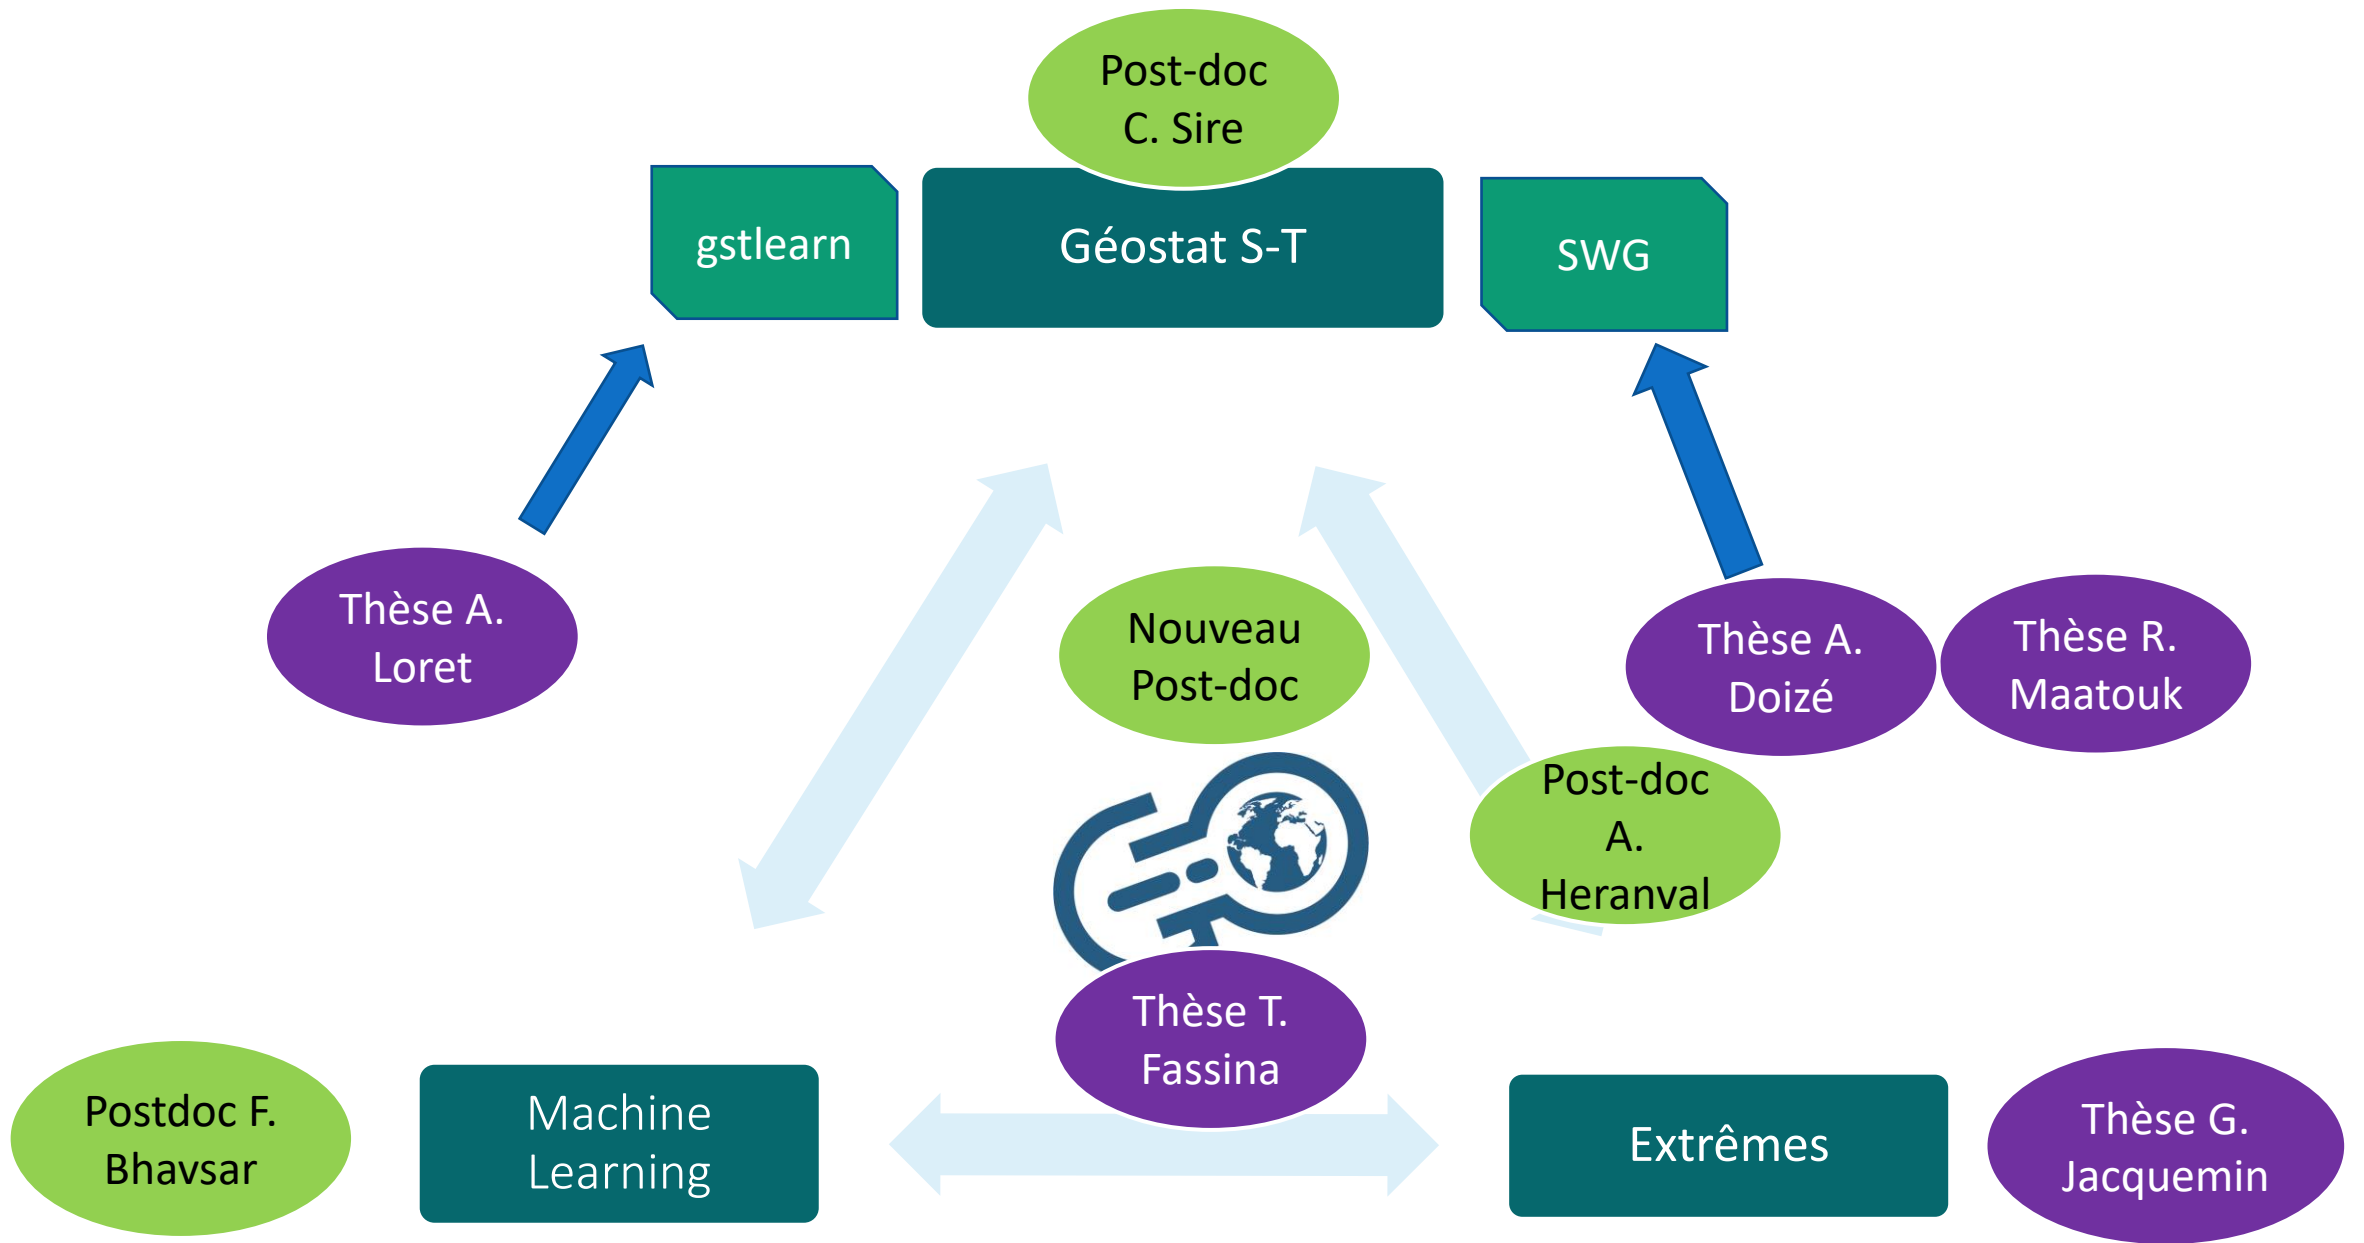 Post-doc
C. Sire
gstlearn
Géostat S-T
SWG
Thèse A.
Loret
Nouveau
Post-doc
Thèse A.
Doizé
Thèse R.
Maatouk
Post-doc
A.
Heranval
Thèse T.
Fassina
Postdoc F.
Bhavsar
Machine
Learning
Extrêmes
Thèse G.
Jacquemin